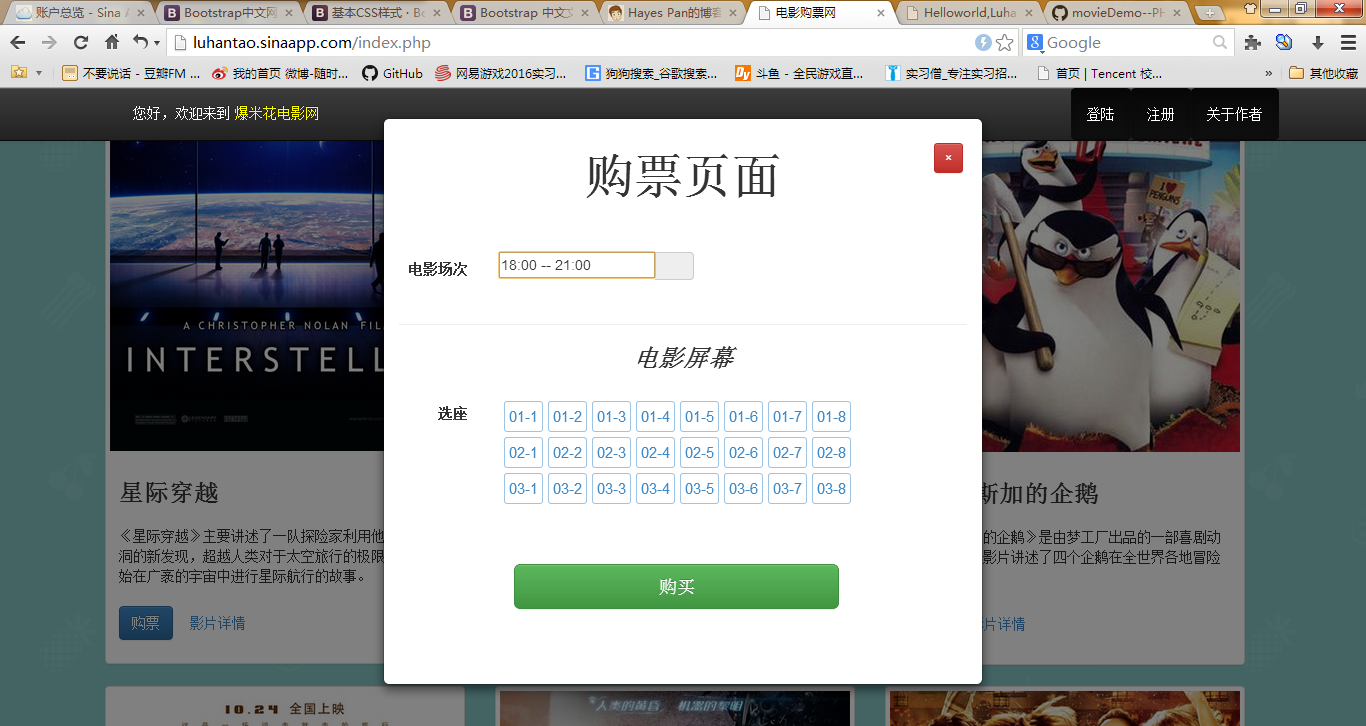 账户总览 - Sina A
Bootstrap中文网
基本CSS样式 · Bo
Bootstrap 中文文
Hayes Pan的博客
电影购票网
Helloworld,Luha
movieDemo--PH
luhantao.sinaapp.com/index.php
Google
不要说话 - 豆瓣FM ...
我的首页 微博-随时...
GitHub
网易游戏2016实习...
狗狗搜索_谷歌搜索...
斗鱼 - 全民游戏直...
实习僧_专注实习招...
首页 | Tencent 校...
»
其他收藏
您好，欢迎来到 爆米花电影网
登陆
注册
关于作者
购票页面
×
电影场次
18:00 -- 21:00
电影屏幕
选座
01-1 01-2 01-3 01-4 01-5 01-6 01-7 01-8
02-1 02-2 02-3 02-4 02-5 02-6 02-7 02-8
03-1 03-2 03-3 03-4 03-5 03-6 03-7 03-8
购买
A CHRISTOPHER NOLAN FIL
INTERSTELL
星际穿越
《星际穿越》主要讲述了一队探险家利用他
洞的新发现，超越人类对于太空旅行的极限
始在广袤的宇宙中进行星际航行的故事。
购票
影片详情
I ♥
PENGUINS
斯加的企鹅
的企鹅》是由梦工厂出品的一部喜剧动
影片讲述了四个企鹅在全世界各地冒险
片详情
10.24 全国上映
人类的黄昏 机器的黎明